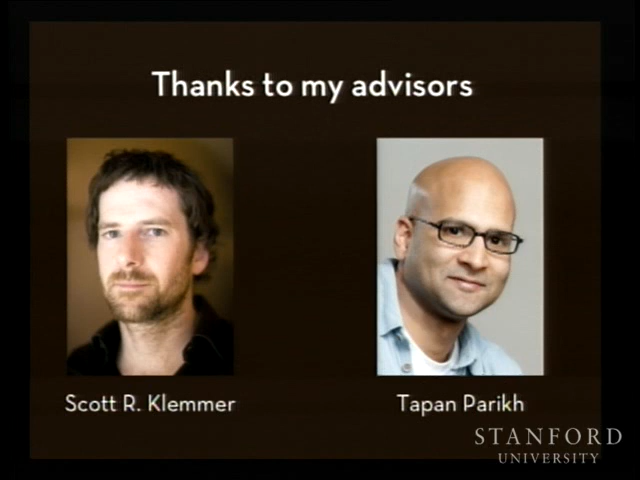 Thanks to my advisors
Scott R. Klemmer
Tapan Parikh
STANFORD
UNIVERSITY